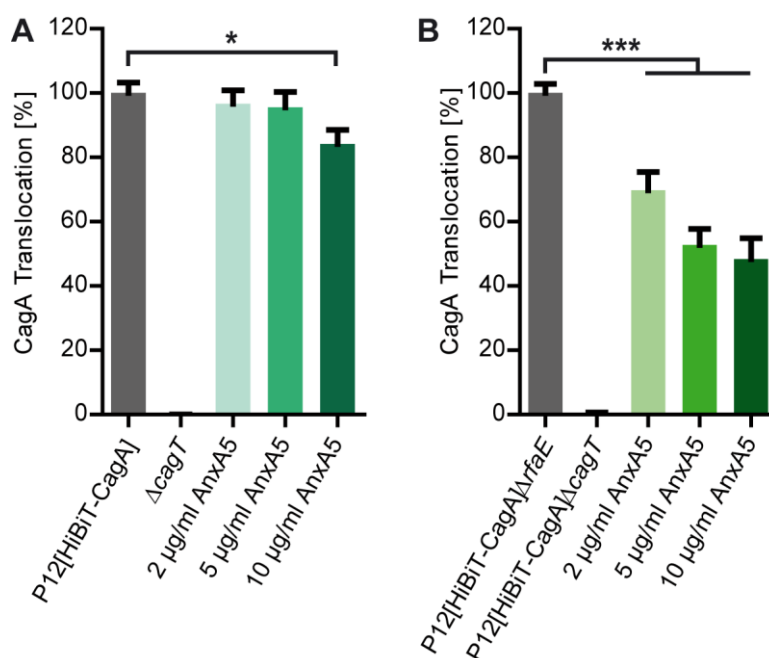 A
CagA Translocation [%]
120
100
80
60
40
20
0
*
P12[HiBiT-CagA]
ΔcagT
2 µg/ml AnxA5
5 µg/ml AnxA5
10 µg/ml AnxA5
B
CagA Translocation [%]
120
100
80
60
40
20
0
***
P12[HiBiT-CagA]ΔrfaE
P12[HiBiT-CagA]ΔcagT
2 µg/ml AnxA5
5 µg/ml AnxA5
10 µg/ml AnxA5